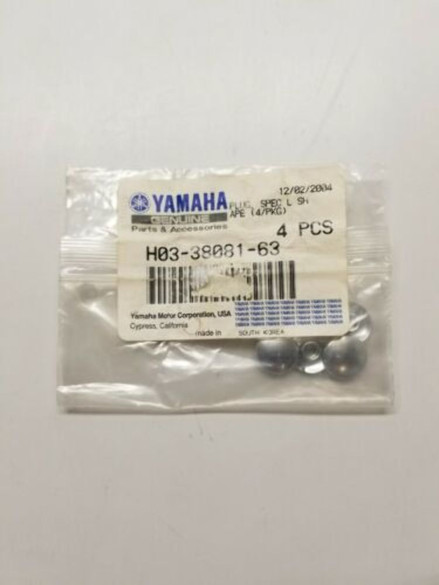 YAMAHA
GENUINE
Parts & Accessories
12/02/2004
PLUG, SPEC L SH
APE (4/PKG)
4 PCS
H03-38081-63
Yamaha Motor Corporation, USA
Cypress, California
made in SOUTH KOREA